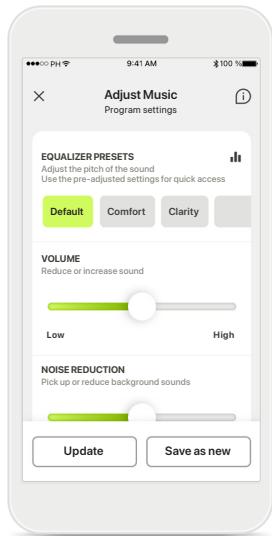 PH 9:41 AM 100 %
Adjust Music
Program settings
EQUALIZER PRESETS
Adjust the pitch of the sound
Use the pre-adjusted settings for quick access
Default Comfort Clarity
VOLUME
Reduce or increase sound
Low High
NOISE REDUCTION
Pick up or reduce background sounds
Update Save as new